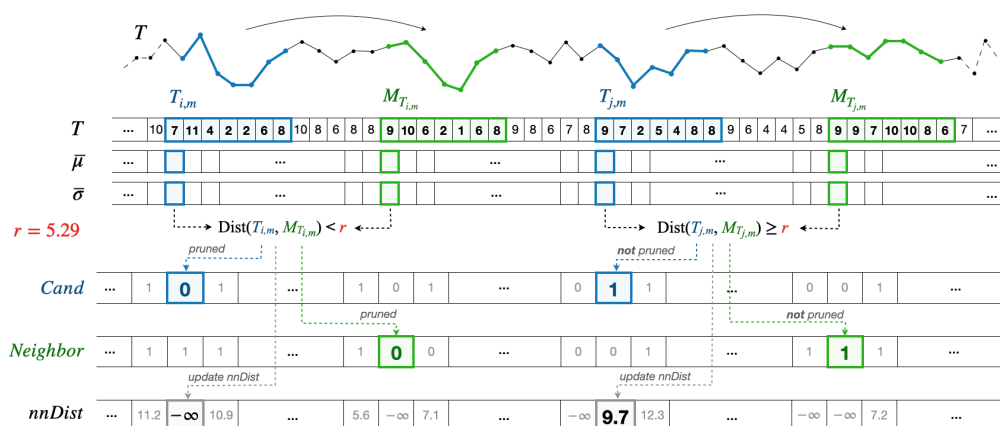 T
T_{i,m} M_{T_{i,m}} T_{j,m} M_{T_{j,m}}
T ... 10 7 11 4 2 2 6 8 10 8 6 8 8 9 10 6 2 1 6 8 9 8 6 7 8 9 7 2 5 4 8 8 9 6 4 4 5 8 9 9 7 10 10 8 6 7 ...
μ̄ ... ... ... ...
σ̄ ... ... ... ...
r = 5.29 Dist(T_{i,m}, M_{T_{i,m}}) < r Dist(T_{j,m}, M_{T_{j,m}}) ≥ r
pruned not pruned
Cand ... 1 0 1 ... 1 0 1 ... 0 1 1 ... 0 0 1 ...
pruned not pruned
Neighbor ... 1 1 1 ... 1 0 0 ... 0 0 1 ... 1 1 1 ...
update nnDist update nnDist
nnDist ... 11.2 −∞ 10.9 ... 5.6 −∞ 7.1 ... −∞ 9.7 12.3 ... −∞ −∞ 7.2 ...